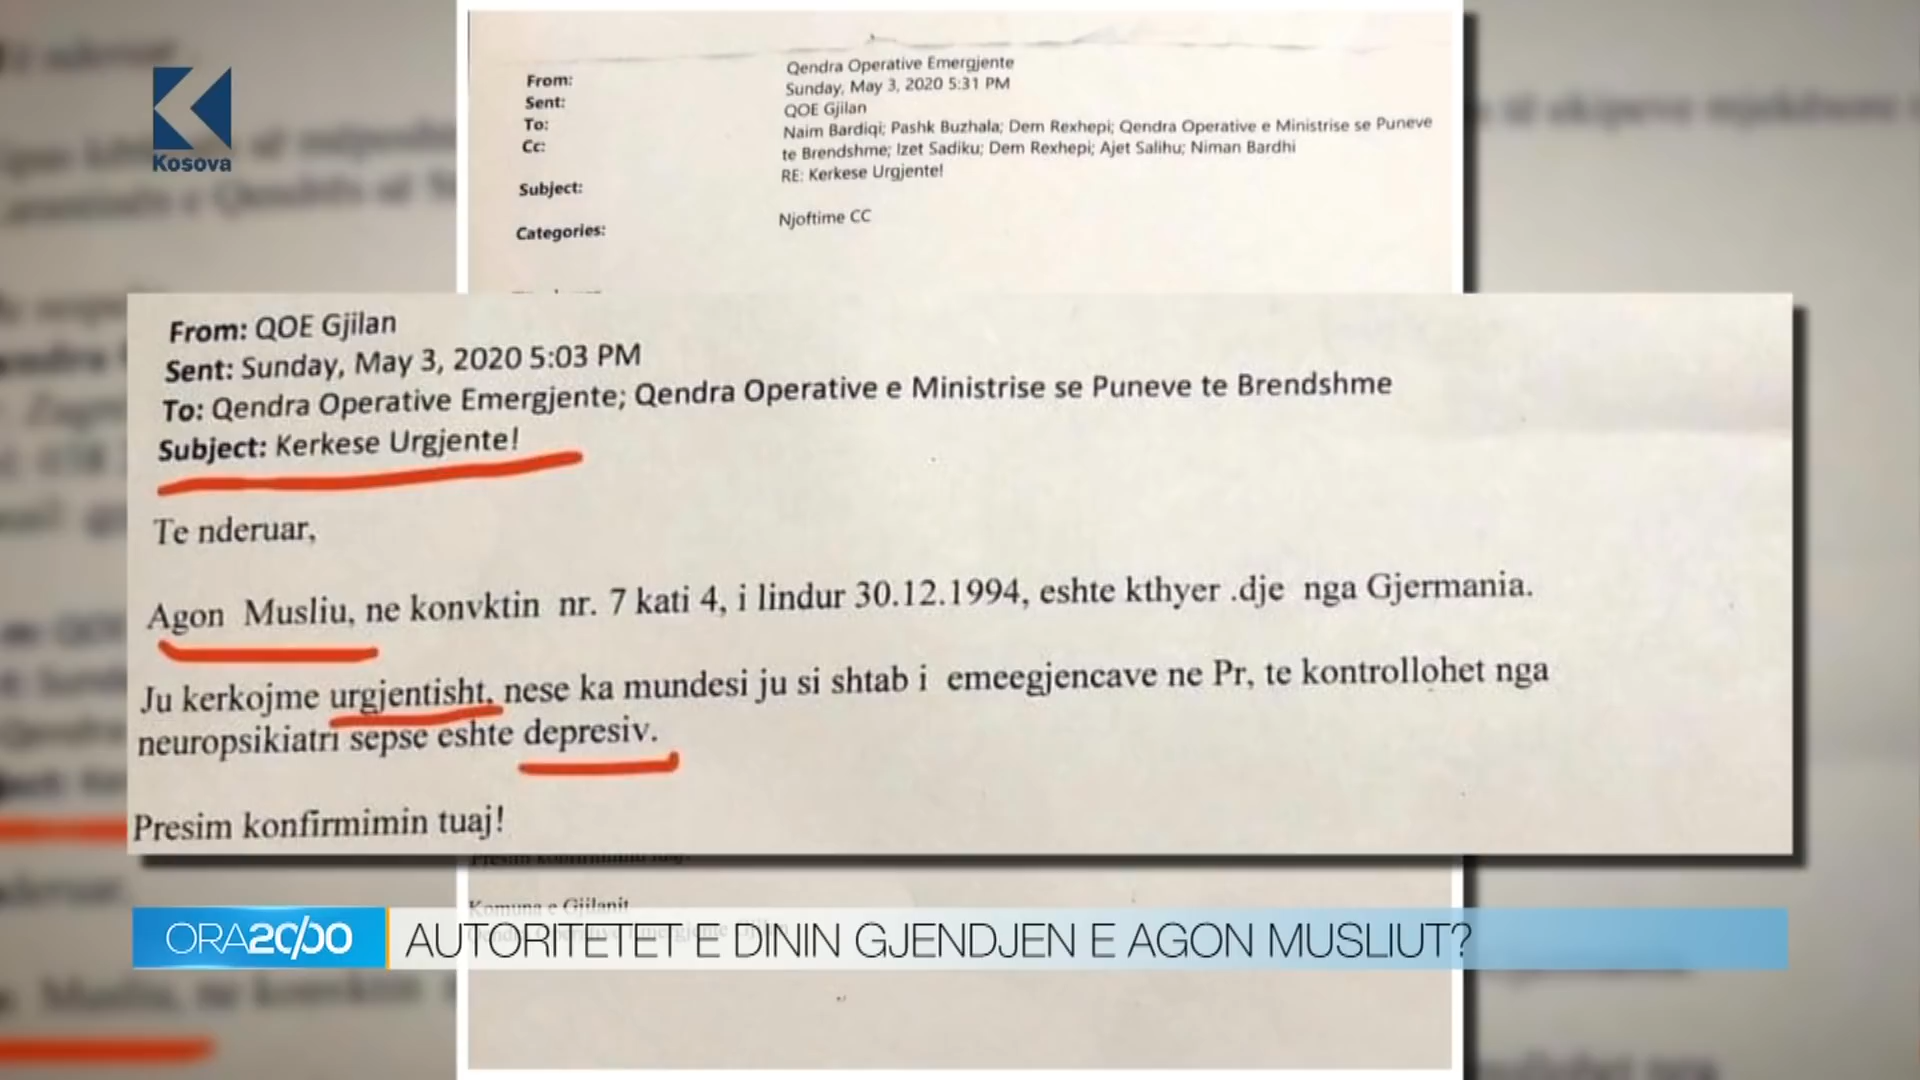 Kosova
From: Qendra Operative Emergjente
Sent: Sunday, May 3, 2020 5:31 PM
To: QOE Gjilan
Cc: Naim Bardiqi; Pashk Buzhala; Dem Rexhepi; Qendra Operative e Ministrise se Puneve
te Brendshme; Izet Sadiku; Dem Rexhepi; Ajet Salihu; Niman Bardhi
Subject: RE: Kerkese Urgjente!
Categories: Njoftime CC
From: QOE Gjilan
Sent: Sunday, May 3, 2020 5:03 PM
To: Qendra Operative Emergjente; Qendra Operative e Ministrise se Puneve te Brendshme
Subject: Kerkese Urgjente!
Te nderuar,
Agon Musliu, ne konvktin nr. 7 kati 4, i lindur 30.12.1994, eshte kthyer .dje nga Gjermania.
Ju kerkojme urgjentisht, nese ka mundesi ju si shtab i emeegjencave ne Pr, te kontrollohet nga
neuropsikiatri sepse eshte depresiv.
Presim konfirmimin tuaj!
Komuna e Gjilanit
ORA20/00 AUTORITETET E DININ GJENDJEN E AGON MUSLIUT?